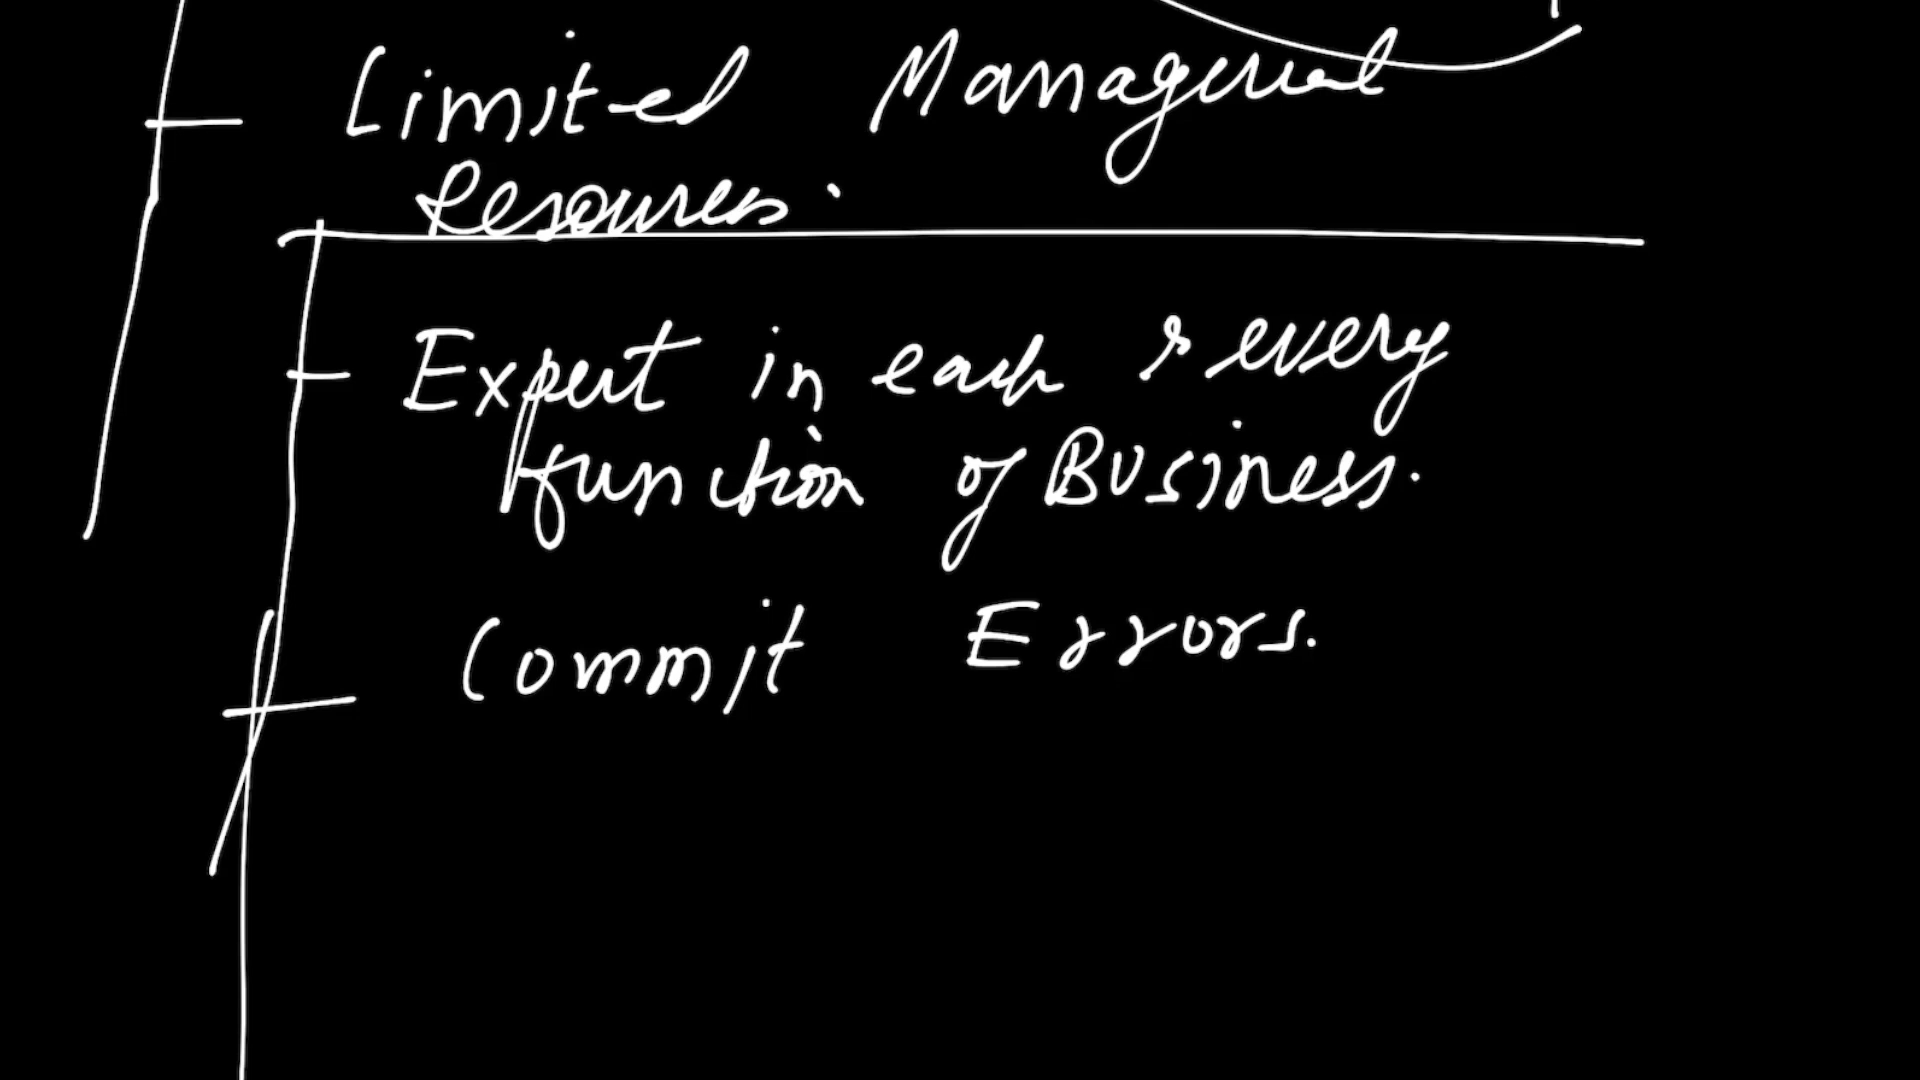 Limited Managerial
Resources.
Expert in each & every
function of Business.
Commit Errors.